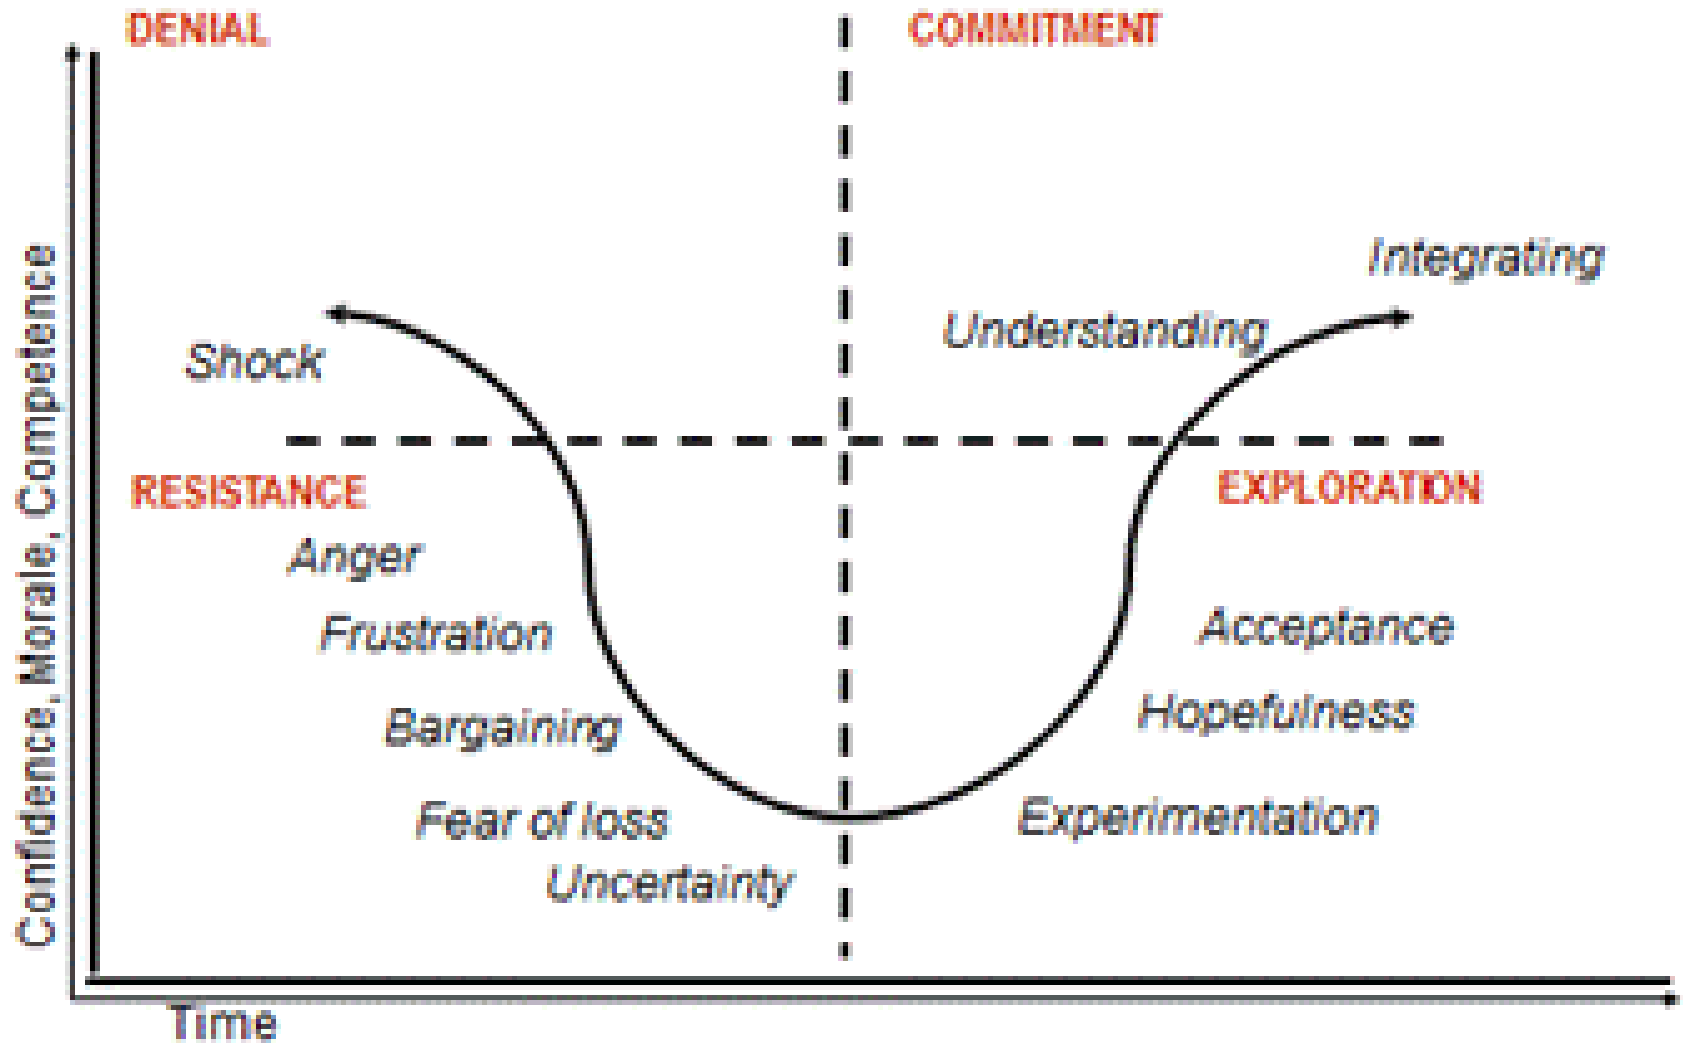 DENIAL
COMMITMENT
Confidence, Morale, Competence
Integrating
Understanding
Shock
RESISTANCE
EXPLORATION
Anger
Frustration
Acceptance
Bargaining
Hopefulness
Fear of loss
Experimentation
Uncertainty
Time